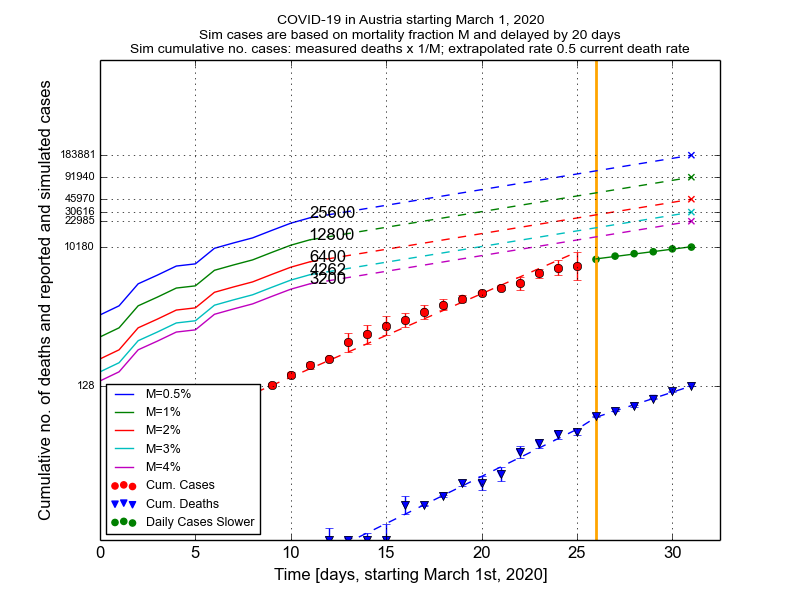 COVID-19 in Austria starting March 1, 2020
Sim cases are based on mortality fraction M and delayed by 20 days
Sim cumulative no. cases: measured deaths x 1/M; extrapolated rate 0.5 current death rate
Cumulative no. of deaths and reported and simulated cases
183881
91940
45970
30616
22985
10180
128
25600
12800
6400
4262
3200
M=0.5%
M=1%
M=2%
M=3%
M=4%
Cum. Cases
Cum. Deaths
Daily Cases Slower
0 5 10 15 20 25 30
Time [days, starting March 1st, 2020]